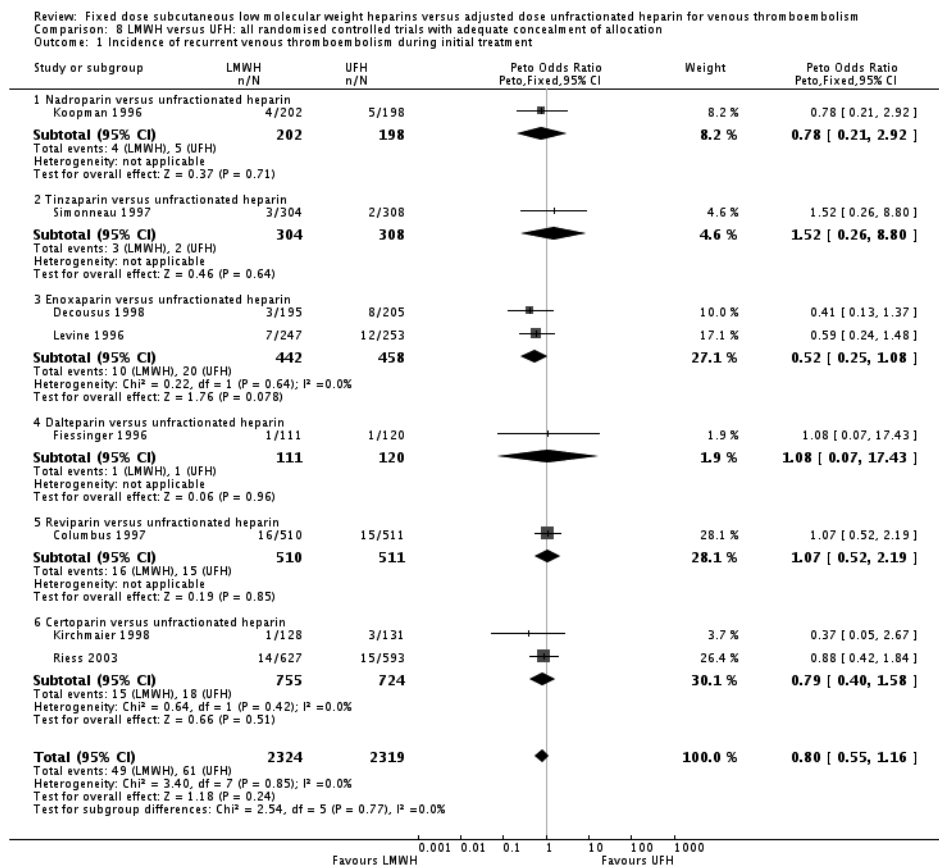 Review: Fixed dose subcutaneous low molecular weight heparins versus adjusted dose unfractionated heparin for venous thromboembolism
Comparison: 8 LMWH versus UFH: all randomised controlled trials with adequate concealment of allocation
Outcome: 1 Incidence of recurrent venous thromboembolism during initial treatment
Study or subgroup LMWH UFH Peto Odds Ratio Weight Peto Odds Ratio
n/N n/N Peto,Fixed,95% CI Peto,Fixed,95% CI
1 Nadroparin versus unfractionated heparin
Koopman 1996 4/202 5/198 8.2 % 0.78 [ 0.21, 2.92 ]
Subtotal (95% CI) 202 198 8.2 % 0.78 [ 0.21, 2.92 ]
Total events: 4 (LMWH), 5 (UFH)
Heterogeneity: not applicable
Test for overall effect: Z = 0.37 (P = 0.71)
2 Tinzaparin versus unfractionated heparin
Simonneau 1997 3/304 2/308 4.6 % 1.52 [ 0.26, 8.80 ]
Subtotal (95% CI) 304 308 4.6 % 1.52 [ 0.26, 8.80 ]
Total events: 3 (LMWH), 2 (UFH)
Heterogeneity: not applicable
Test for overall effect: Z = 0.46 (P = 0.64)
3 Enoxaparin versus unfractionated heparin
Decousus 1998 3/195 8/205 10.0 % 0.41 [ 0.13, 1.37 ]
Levine 1996 7/247 12/253 17.1 % 0.59 [ 0.24, 1.48 ]
Subtotal (95% CI) 442 458 27.1 % 0.52 [ 0.25, 1.08 ]
Total events: 10 (LMWH), 20 (UFH)
Heterogeneity: Chi² = 0.22, df = 1 (P = 0.64); I² =0.0%
Test for overall effect: Z = 1.76 (P = 0.078)
4 Dalteparin versus unfractionated heparin
Fiessinger 1996 1/111 1/120 1.9 % 1.08 [ 0.07, 17.43 ]
Subtotal (95% CI) 111 120 1.9 % 1.08 [ 0.07, 17.43 ]
Total events: 1 (LMWH), 1 (UFH)
Heterogeneity: not applicable
Test for overall effect: Z = 0.06 (P = 0.96)
5 Reviparin versus unfractionated heparin
Columbus 1997 16/510 15/511 28.1 % 1.07 [ 0.52, 2.19 ]
Subtotal (95% CI) 510 511 28.1 % 1.07 [ 0.52, 2.19 ]
Total events: 16 (LMWH), 15 (UFH)
Heterogeneity: not applicable
Test for overall effect: Z = 0.19 (P = 0.85)
6 Certoparin versus unfractionated heparin
Kirchmaier 1998 1/128 3/131 3.7 % 0.37 [ 0.05, 2.67 ]
Riess 2003 14/627 15/593 26.4 % 0.88 [ 0.42, 1.84 ]
Subtotal (95% CI) 755 724 30.1 % 0.79 [ 0.40, 1.58 ]
Total events: 15 (LMWH), 18 (UFH)
Heterogeneity: Chi² = 0.64, df = 1 (P = 0.42); I² =0.0%
Test for overall effect: Z = 0.66 (P = 0.51)
Total (95% CI) 2324 2319 100.0 % 0.80 [ 0.55, 1.16 ]
Total events: 49 (LMWH), 61 (UFH)
Heterogeneity: Chi² = 3.40, df = 7 (P = 0.85); I² =0.0%
Test for overall effect: Z = 1.18 (P = 0.24)
Test for subgroup differences: Chi² = 2.54, df = 5 (P = 0.77), I² =0.0%
0.001 0.01 0.1 1 10 100 1000
Favours LMWH Favours UFH